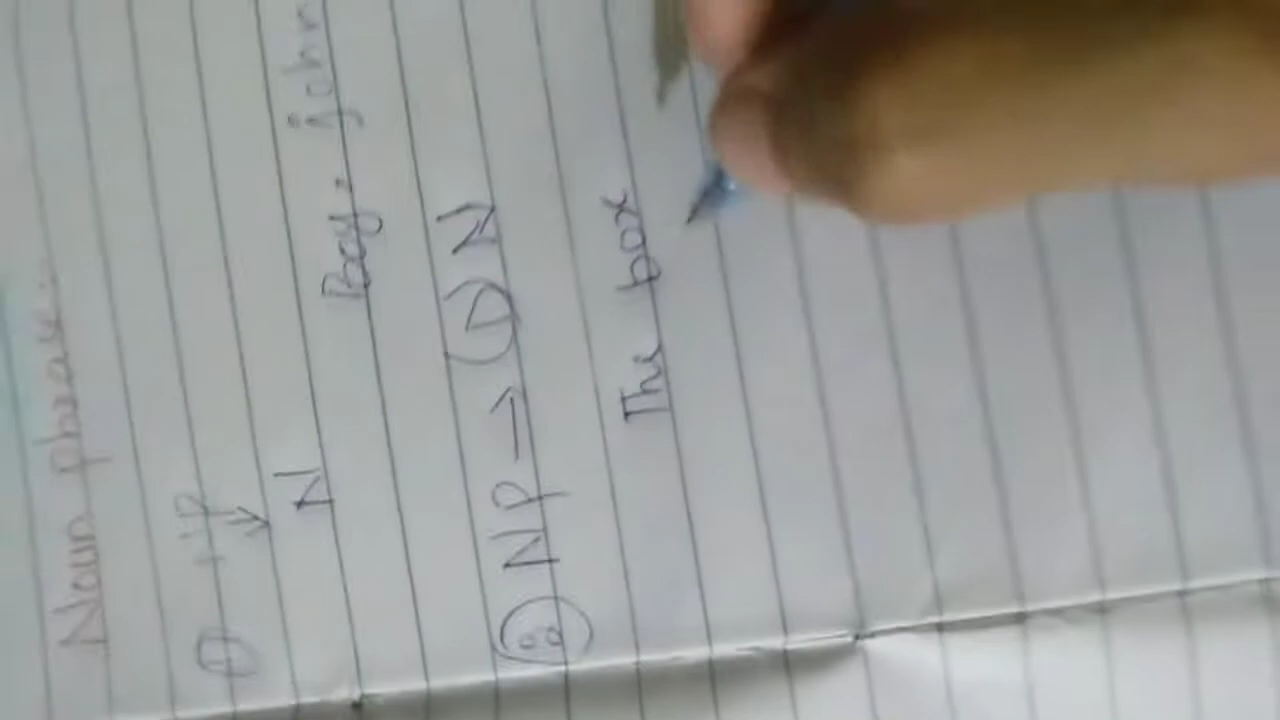 Noun phrase:
① NP
↓
N
Boy, john
② NP → (D) N
The box